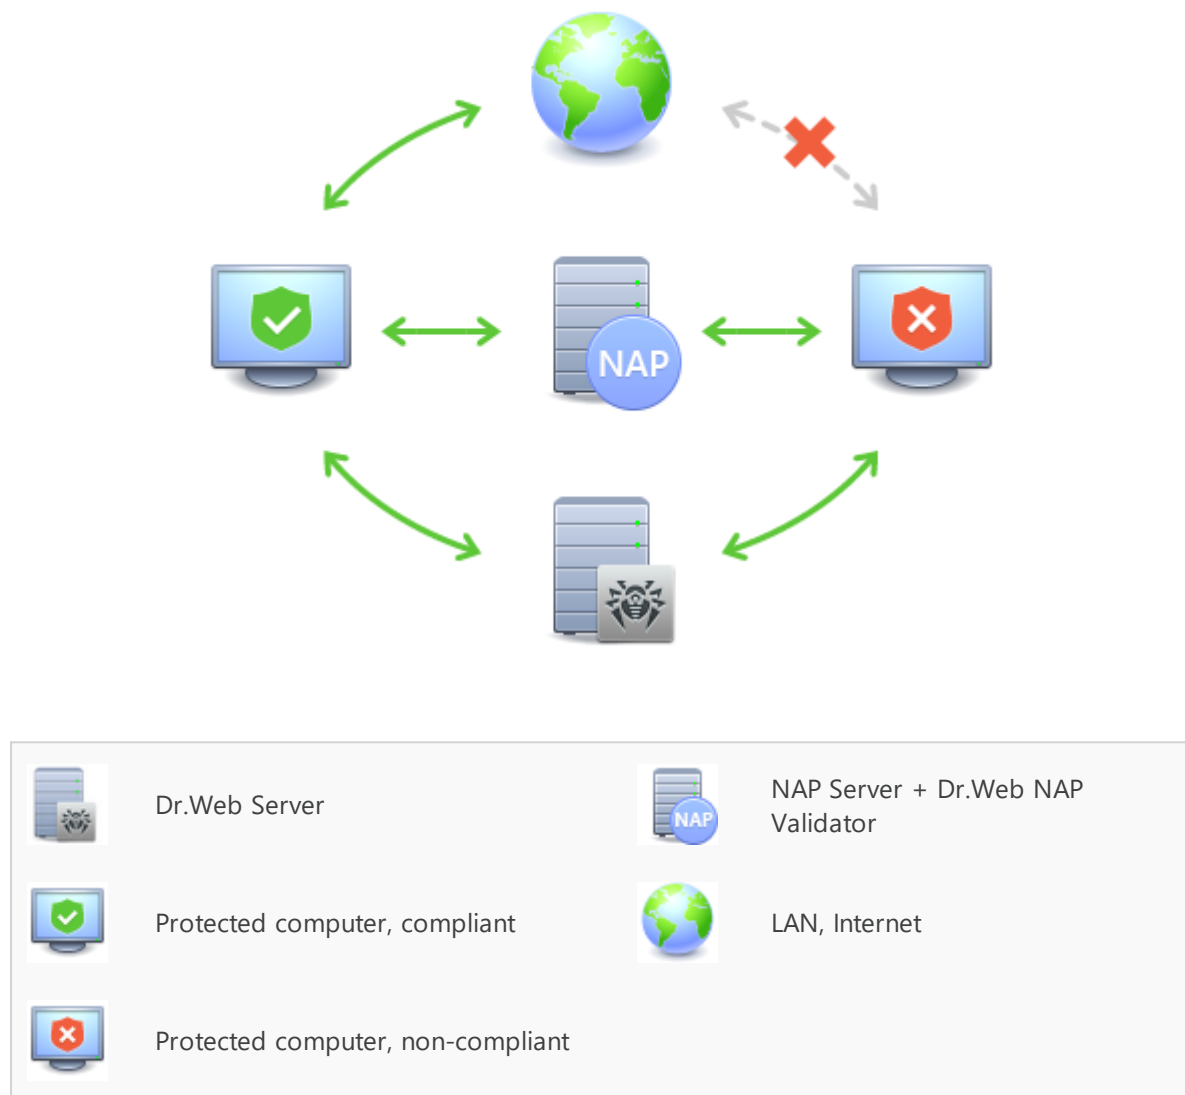 NAP
Dr.Web Server
NAP
NAP Server + Dr.Web NAP
Validator
Protected computer, compliant
LAN, Internet
Protected computer, non-compliant